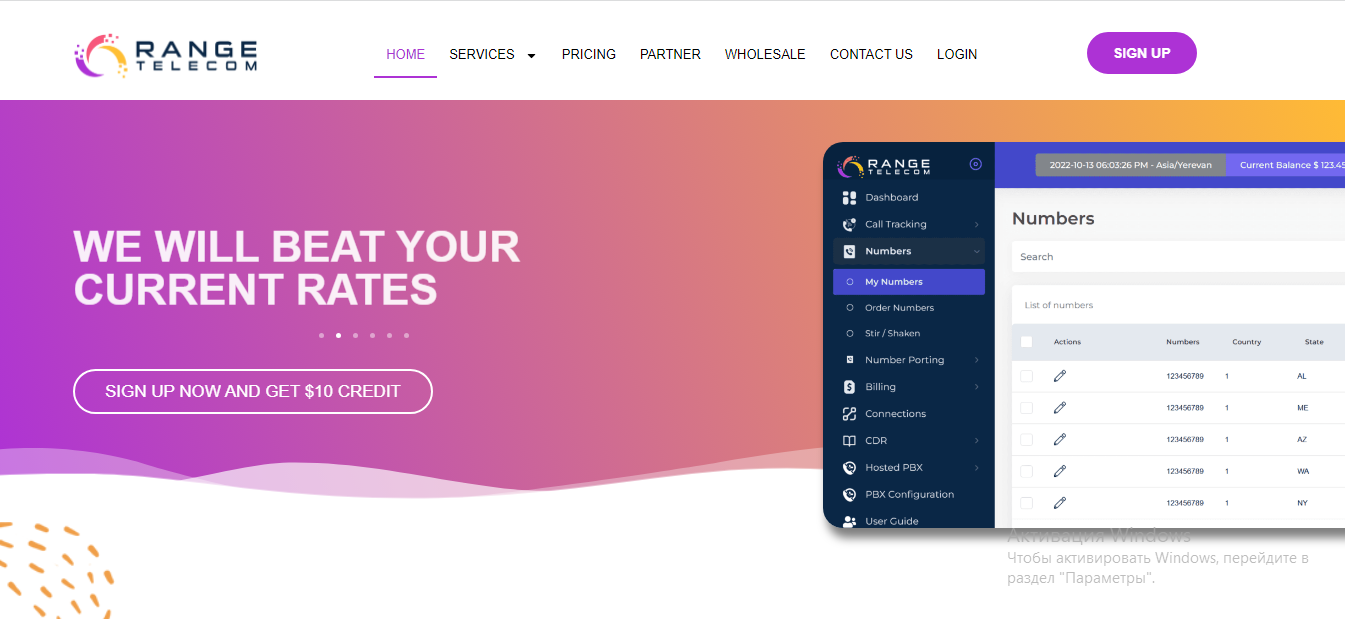 RANGE
TELECOM
HOME SERVICES PRICING PARTNER WHOLESALE CONTACT US LOGIN
SIGN UP
WE WILL BEAT YOUR
CURRENT RATES
SIGN UP NOW AND GET $10 CREDIT
RANGE
TELECOM
Dashboard
Call Tracking
Numbers
My Numbers
Order Numbers
Stir / Shaken
Number Porting
Billing
Connections
CDR
Hosted PBX
PBX Configuration
User Guide
2022-10-13 06:03:26 PM - Asia/Yerevan Current Balance $ 123.45
Numbers
Search
List of numbers
Actions Numbers Country State
123456789 1 AL
123456789 1 ME
123456789 1 AZ
123456789 1 WA
123456789 1 NY
Активация Windows
Чтобы активировать Windows, перейдите в
раздел "Параметры".